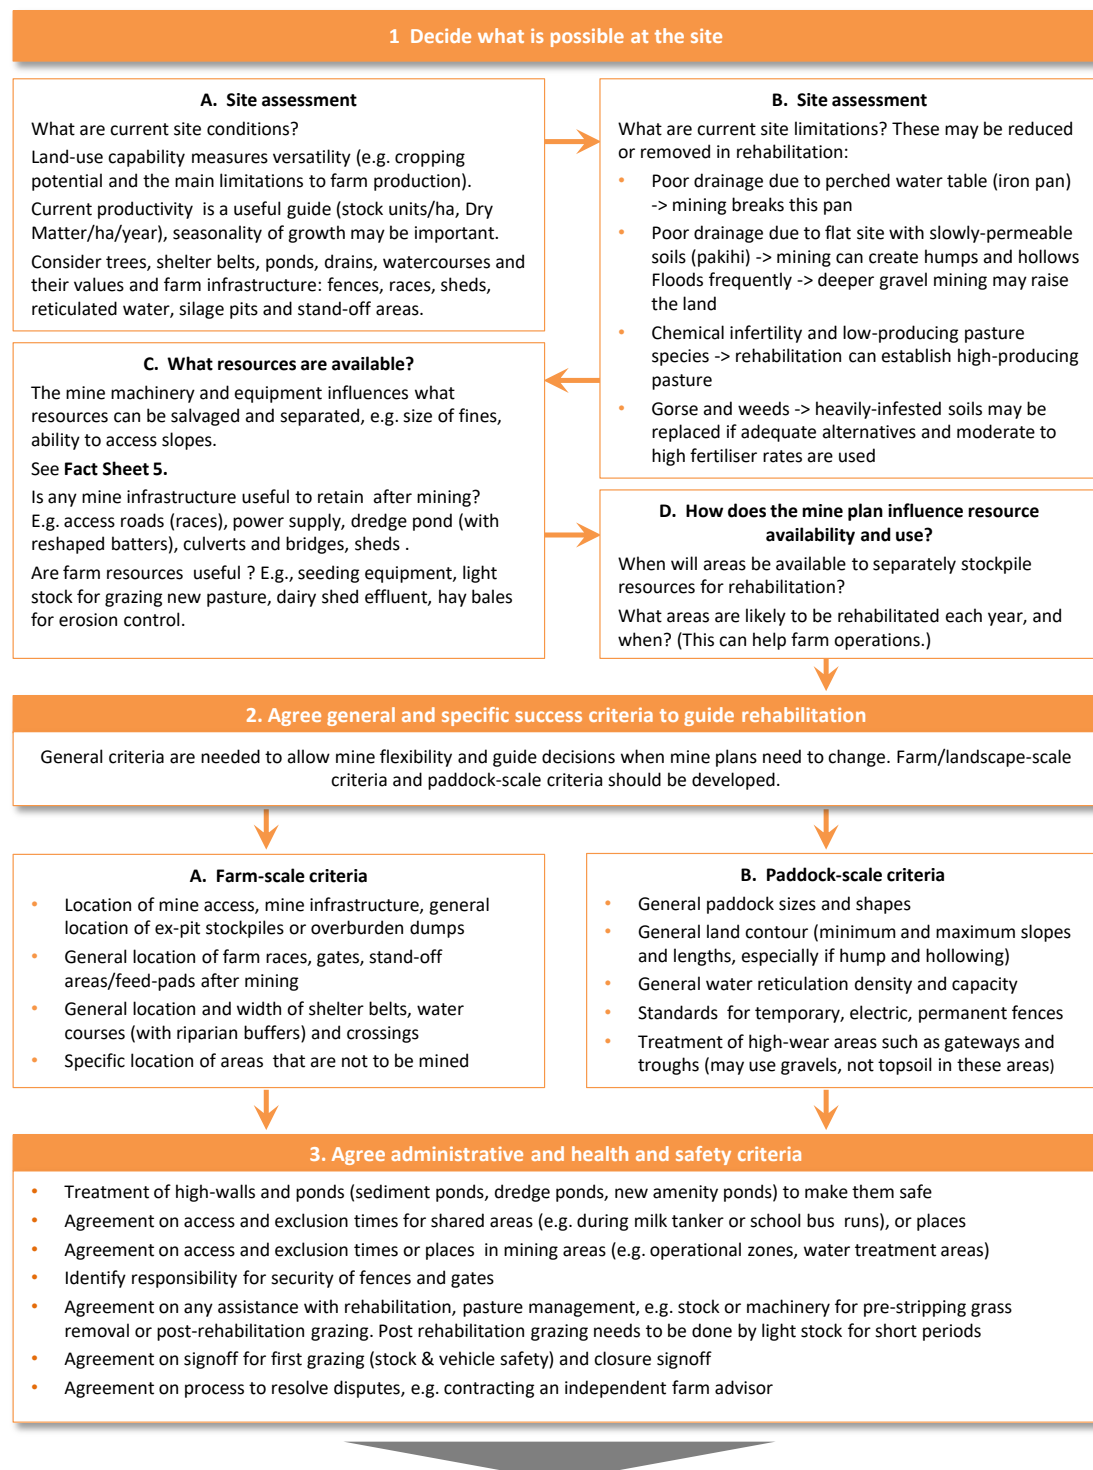 1 Decide what is possible at the site
A. Site assessment
What are current site conditions?
Land-use capability measures versatility (e.g. cropping
potential and the main limitations to farm production).
Current productivity is a useful guide (stock units/ha, Dry
Matter/ha/year), seasonality of growth may be important.
Consider trees, shelter belts, ponds, drains, watercourses and
their values and farm infrastructure: fences, races, sheds,
reticulated water, silage pits and stand-off areas.
B. Site assessment
What are current site limitations? These may be reduced
or removed in rehabilitation:
• Poor drainage due to perched water table (iron pan)
-> mining breaks this pan
• Poor drainage due to flat site with slowly-permeable
soils (pakihi) -> mining can create humps and hollows
Floods frequently -> deeper gravel mining may raise
the land
• Chemical infertility and low-producing pasture
species -> rehabilitation can establish high-producing
pasture
• Gorse and weeds -> heavily-infested soils may be
replaced if adequate alternatives and moderate to
high fertiliser rates are used
C. What resources are available?
The mine machinery and equipment influences what
resources can be salvaged and separated, e.g. size of fines,
ability to access slopes.
See Fact Sheet 5.
Is any mine infrastructure useful to retain after mining?
E.g. access roads (races), power supply, dredge pond (with
reshaped batters), culverts and bridges, sheds .
Are farm resources useful ? E.g., seeding equipment, light
stock for grazing new pasture, dairy shed effluent, hay bales
for erosion control.
D. How does the mine plan influence resource
availability and use?
When will areas be available to separately stockpile
resources for rehabilitation?
What areas are likely to be rehabilitated each year, and
when? (This can help farm operations.)
2. Agree general and specific success criteria to guide rehabilitation
General criteria are needed to allow mine flexibility and guide decisions when mine plans need to change. Farm/landscape-scale
criteria and paddock-scale criteria should be developed.
A. Farm-scale criteria
• Location of mine access, mine infrastructure, general
location of ex-pit stockpiles or overburden dumps
• General location of farm races, gates, stand-off
areas/feed-pads after mining
• General location and width of shelter belts, water
courses (with riparian buffers) and crossings
• Specific location of areas that are not to be mined
B. Paddock-scale criteria
• General paddock sizes and shapes
• General land contour (minimum and maximum slopes
and lengths, especially if hump and hollowing)
• General water reticulation density and capacity
• Standards for temporary, electric, permanent fences
• Treatment of high-wear areas such as gateways and
troughs (may use gravels, not topsoil in these areas)
3. Agree administrative and health and safety criteria
• Treatment of high-walls and ponds (sediment ponds, dredge ponds, new amenity ponds) to make them safe
• Agreement on access and exclusion times for shared areas (e.g. during milk tanker or school bus runs), or places
• Agreement on access and exclusion times or places in mining areas (e.g. operational zones, water treatment areas)
• Identify responsibility for security of fences and gates
• Agreement on any assistance with rehabilitation, pasture management, e.g. stock or machinery for pre-stripping grass
removal or post-rehabilitation grazing. Post rehabilitation grazing needs to be done by light stock for short periods
• Agreement on signoff for first grazing (stock & vehicle safety) and closure signoff
• Agreement on process to resolve disputes, e.g. contracting an independent farm advisor